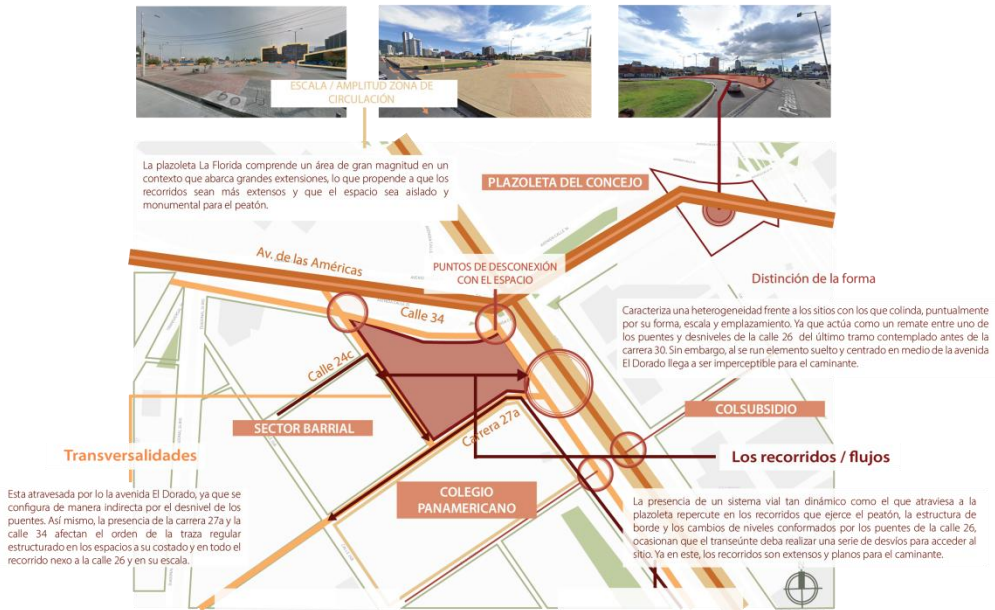 ESCALA / AMPLITUD ZONA DE
CIRCULACIÓN
La plazoleta La Florida comprende un área de gran magnitud en un
contexto que abarca grandes extensiones, lo que propende a que los
recorridos sean más extensos y que el espacio sea aislado y
monumental para el peatón.
PLAZOLETA DEL CONCEJO
Av. de las Américas
PUNTOS DE DESCONEXIÓN
CON EL ESPACIO
Calle 34
Distinción de la forma
Caracteriza una heterogeneidad frente a los sitios con los que colinda, puntualmente
por su forma, escala y emplazamiento. Ya que actúa como un remate entre uno de
los puentes y desniveles de la calle 26 del último tramo contemplado antes de la
carrera 30. Sin embargo, al se run elemento suelto y centrado en medio de la avenida
El Dorado llega a ser imperceptible para el caminante.
Calle 24c
SECTOR BARRIAL
Carrera 27a
COLSUBSIDIO
Transversalidades
Esta atravesada por lo la avenida El Dorado, ya que se
configura de manera indirecta por el desnivel de los
puentes. Así mismo, la presencia de la carrera 27a y la
calle 34 afectan el orden de la traza regular
estructurado en los espacios a su costado y en todo el
recorrido nexo a la calle 26 y en su escala.
COLEGIO
PANAMERICANO
Los recorridos / flujos
La presencia de un sistema vial tan dinámico como el que atraviesa a la
plazoleta repercute en los recorridos que ejerce el peatón, la estructura de
borde y los cambios de niveles conformados por los puentes de la calle 26,
ocasionan que el transeúnte deba realizar una serie de desvíos para acceder al
sitio. Ya en este, los recorridos son extensos y planos para el caminante.